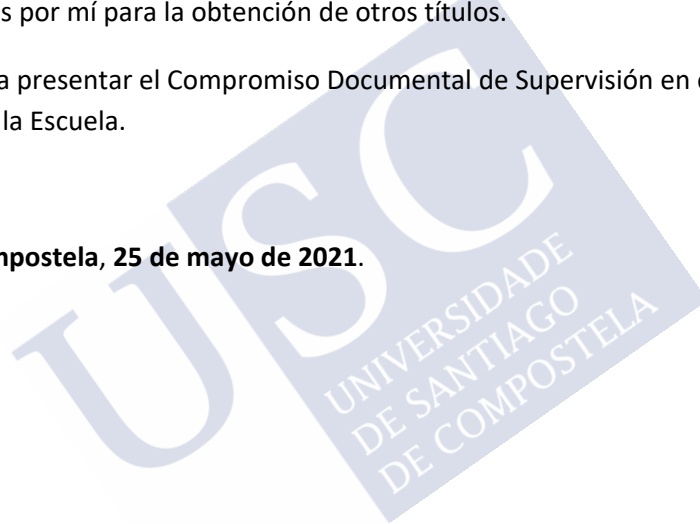 s por mí para la obtención de otros títulos.
a presentar el Compromiso Documental de Supervisión en
la Escuela.
mpostela, 25 de mayo de 2021.
USC
UNIVERSIDADE
DE SANTIAGO
DE COMPOSTELA